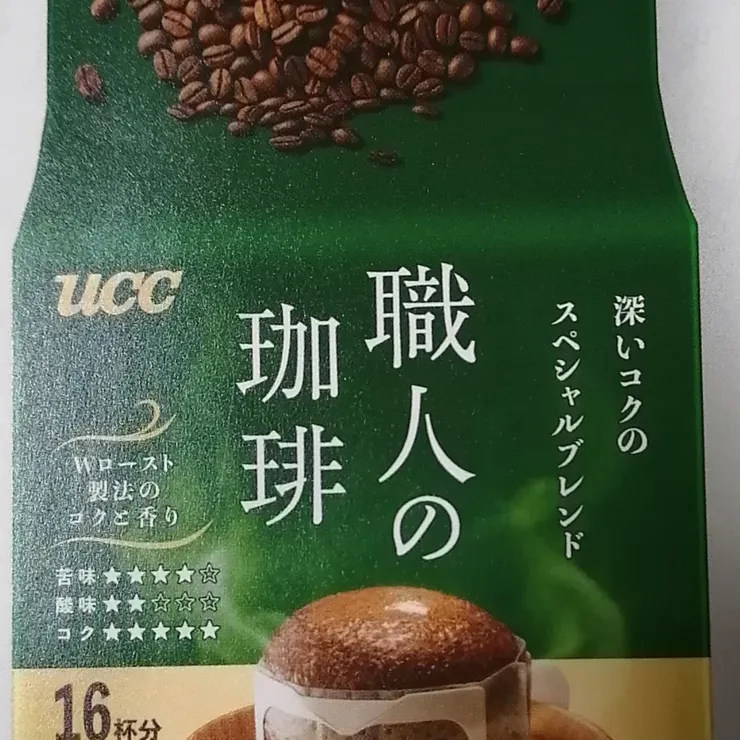 深いコクの
スペシャルブレンド
職人の
珈琲
ucc
Wロースト
製法の
コクと香り
苦味★★★★☆
酸味★★☆☆☆
コク★★★★★
16杯分